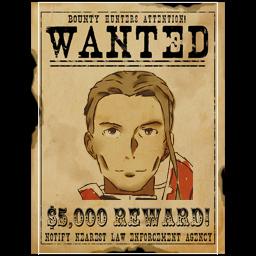 BOUNTY HUNTERS ATTENTION!
WANTED
$5,000 REWARD!
NOTIFY NEAREST LAW ENFORCEMENT AGENCY